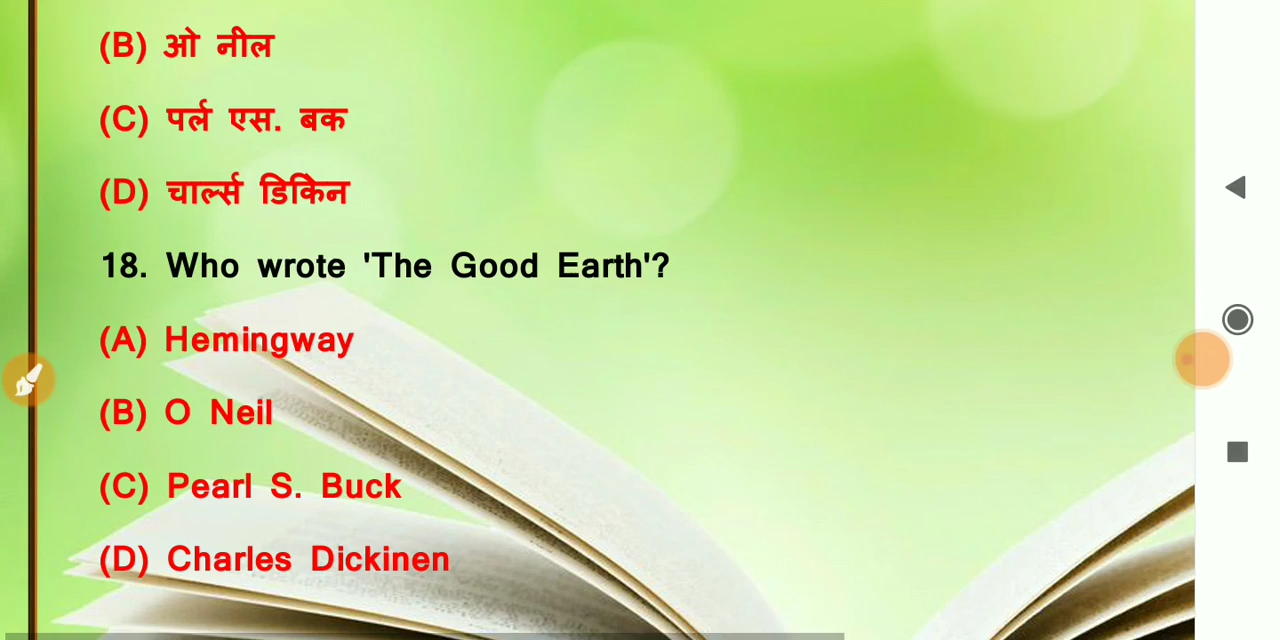 (B) ओ नील
(C) पर्ल एस. बक
(D) चार्ल्स डिकिेन
18. Who wrote 'The Good Earth'?
(A) Hemingway
(B) O Neil
(C) Pearl S. Buck
(D) Charles Dickinen